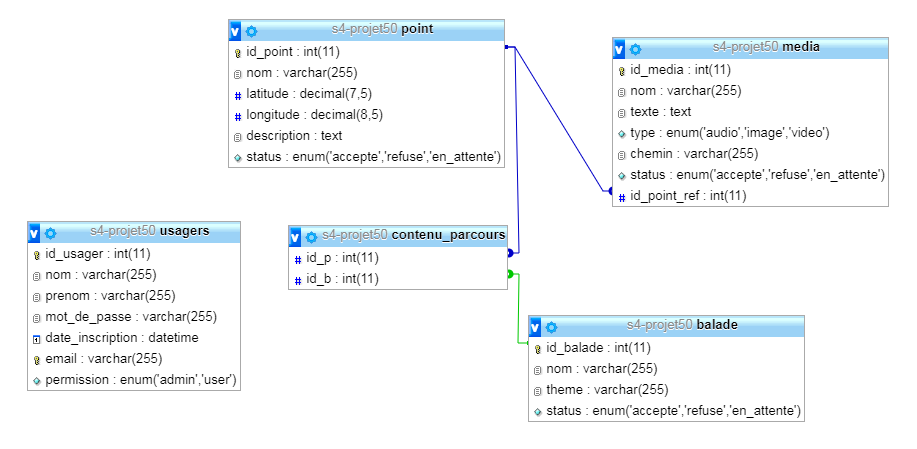 s4-projet50 point
id_point : int(11)
nom : varchar(255)
latitude : decimal(7,5)
longitude : decimal(8,5)
description : text
status : enum('accepte','refuse','en_attente')
s4-projet50 media
id_media : int(11)
nom : varchar(255)
texte : text
type : enum('audio','image','video')
chemin : varchar(255)
status : enum('accepte','refuse','en_attente')
id_point_ref : int(11)
s4-projet50 usagers
id_usager : int(11)
nom : varchar(255)
prenom : varchar(255)
mot_de_passe : varchar(255)
date_inscription : datetime
email : varchar(255)
permission : enum('admin','user')
s4-projet50 contenu_parcours
id_p : int(11)
id_b : int(11)
s4-projet50 balade
id_balade : int(11)
nom : varchar(255)
theme : varchar(255)
status : enum('accepte','refuse','en_attente')